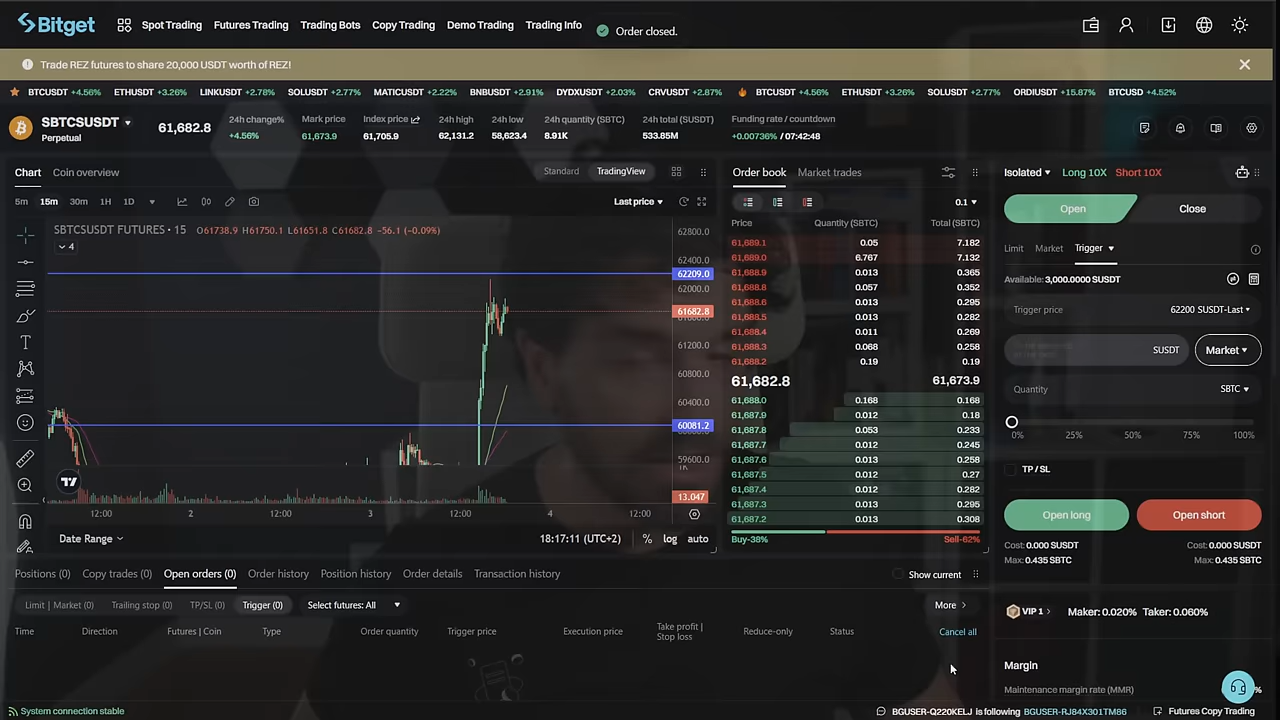 Bitget
Spot Trading Futures Trading Trading Bots Copy Trading Demo Trading Trading Info
Order closed.
Trade REZ futures to share 20,000 USDT worth of REZ!
BTCUSDT +4.56% ETHUSDT +3.26% LINKUSDT +2.78% SOLUSDT +2.77% MATICUSDT +2.22% BNBUSDT +2.91% DYDXUSDT +2.03% CRVUSDT +2.87% BTCUSDT +4.56% ETHUSDT +3.26% SOLUSDT +2.77% ORDIUSDT +15.87% BTCUSD +4.52%
SBTCSUSDT
Perpetual
61,682.8
24h change% Mark price Index price 24h high 24h low 24h quantity (SBTC) 24h total (SUSDT) Funding rate / countdown
+4.56% 61,673.9 61,705.9 62,131.2 58,623.4 8.91K 533.85M +0.00736% / 07:42:48
Chart Coin overview
Standard TradingView
5m 15m 30m 1H 1D
Last price
SBTCSUSDT FUTURES • 15 O61738.9 H61750.1 L61651.8 C61682.8 -56.1 (-0.09%)
4
62800.0
62400.0
62209.0
62000.0
61682.8
61200.0
60800.0
60400.0
60081.2
59600.0
1K
13.047
12:00 2 12:00 3 12:00 4 12:00
Date Range
18:17:11 (UTC+2) % log auto
Order book Market trades
0.1
Price Quantity (SBTC) Total (SBTC)
61,689.1 0.05 7.182
61,689.0 6.767 7.132
61,688.9 0.013 0.365
61,688.8 0.057 0.352
61,688.6 0.013 0.295
61,688.5 0.013 0.282
61,688.4 0.011 0.269
61,688.3 0.068 0.258
61,688.2 0.19 0.19
61,682.8 61,673.9
61,688.0 0.168 0.168
61,687.9 0.012 0.18
61,687.8 0.053 0.233
61,687.7 0.012 0.245
61,687.6 0.013 0.258
61,687.5 0.012 0.27
61,687.4 0.012 0.282
61,687.3 0.013 0.295
61,687.2 0.013 0.308
Buy-38% Sell-62%
Isolated Long 10X Short 10X
Open Close
Limit Market Trigger
Available: 3,000.0000 SUSDT
Trigger price 62200 SUSDT-Last
SUSDT Market
Quantity SBTC
0% 25% 50% 75% 100%
TP / SL
Open long Open short
Cost: 0.000 SUSDT Cost: 0.000 SUSDT
Max: 0.435 SBTC Max: 0.435 SBTC
VIP 1 Maker: 0.020% Taker: 0.060%
Margin
Maintenance margin rate (MMR) %
Positions (0) Copy trades (0) Open orders (0) Order history Position history Order details Transaction history
Show current
Limit | Market (0) Trailing stop (0) TP/SL (0) Trigger (0) Select futures: All
More
Time Direction Futures | Coin Type Order quantity Trigger price Execution price Take profit | Stop loss Reduce-only Status Cancel all
System connection stable
BGUSER-Q220KELJ is following BGUSER-RJ84X301TM86
Futures Copy Trading